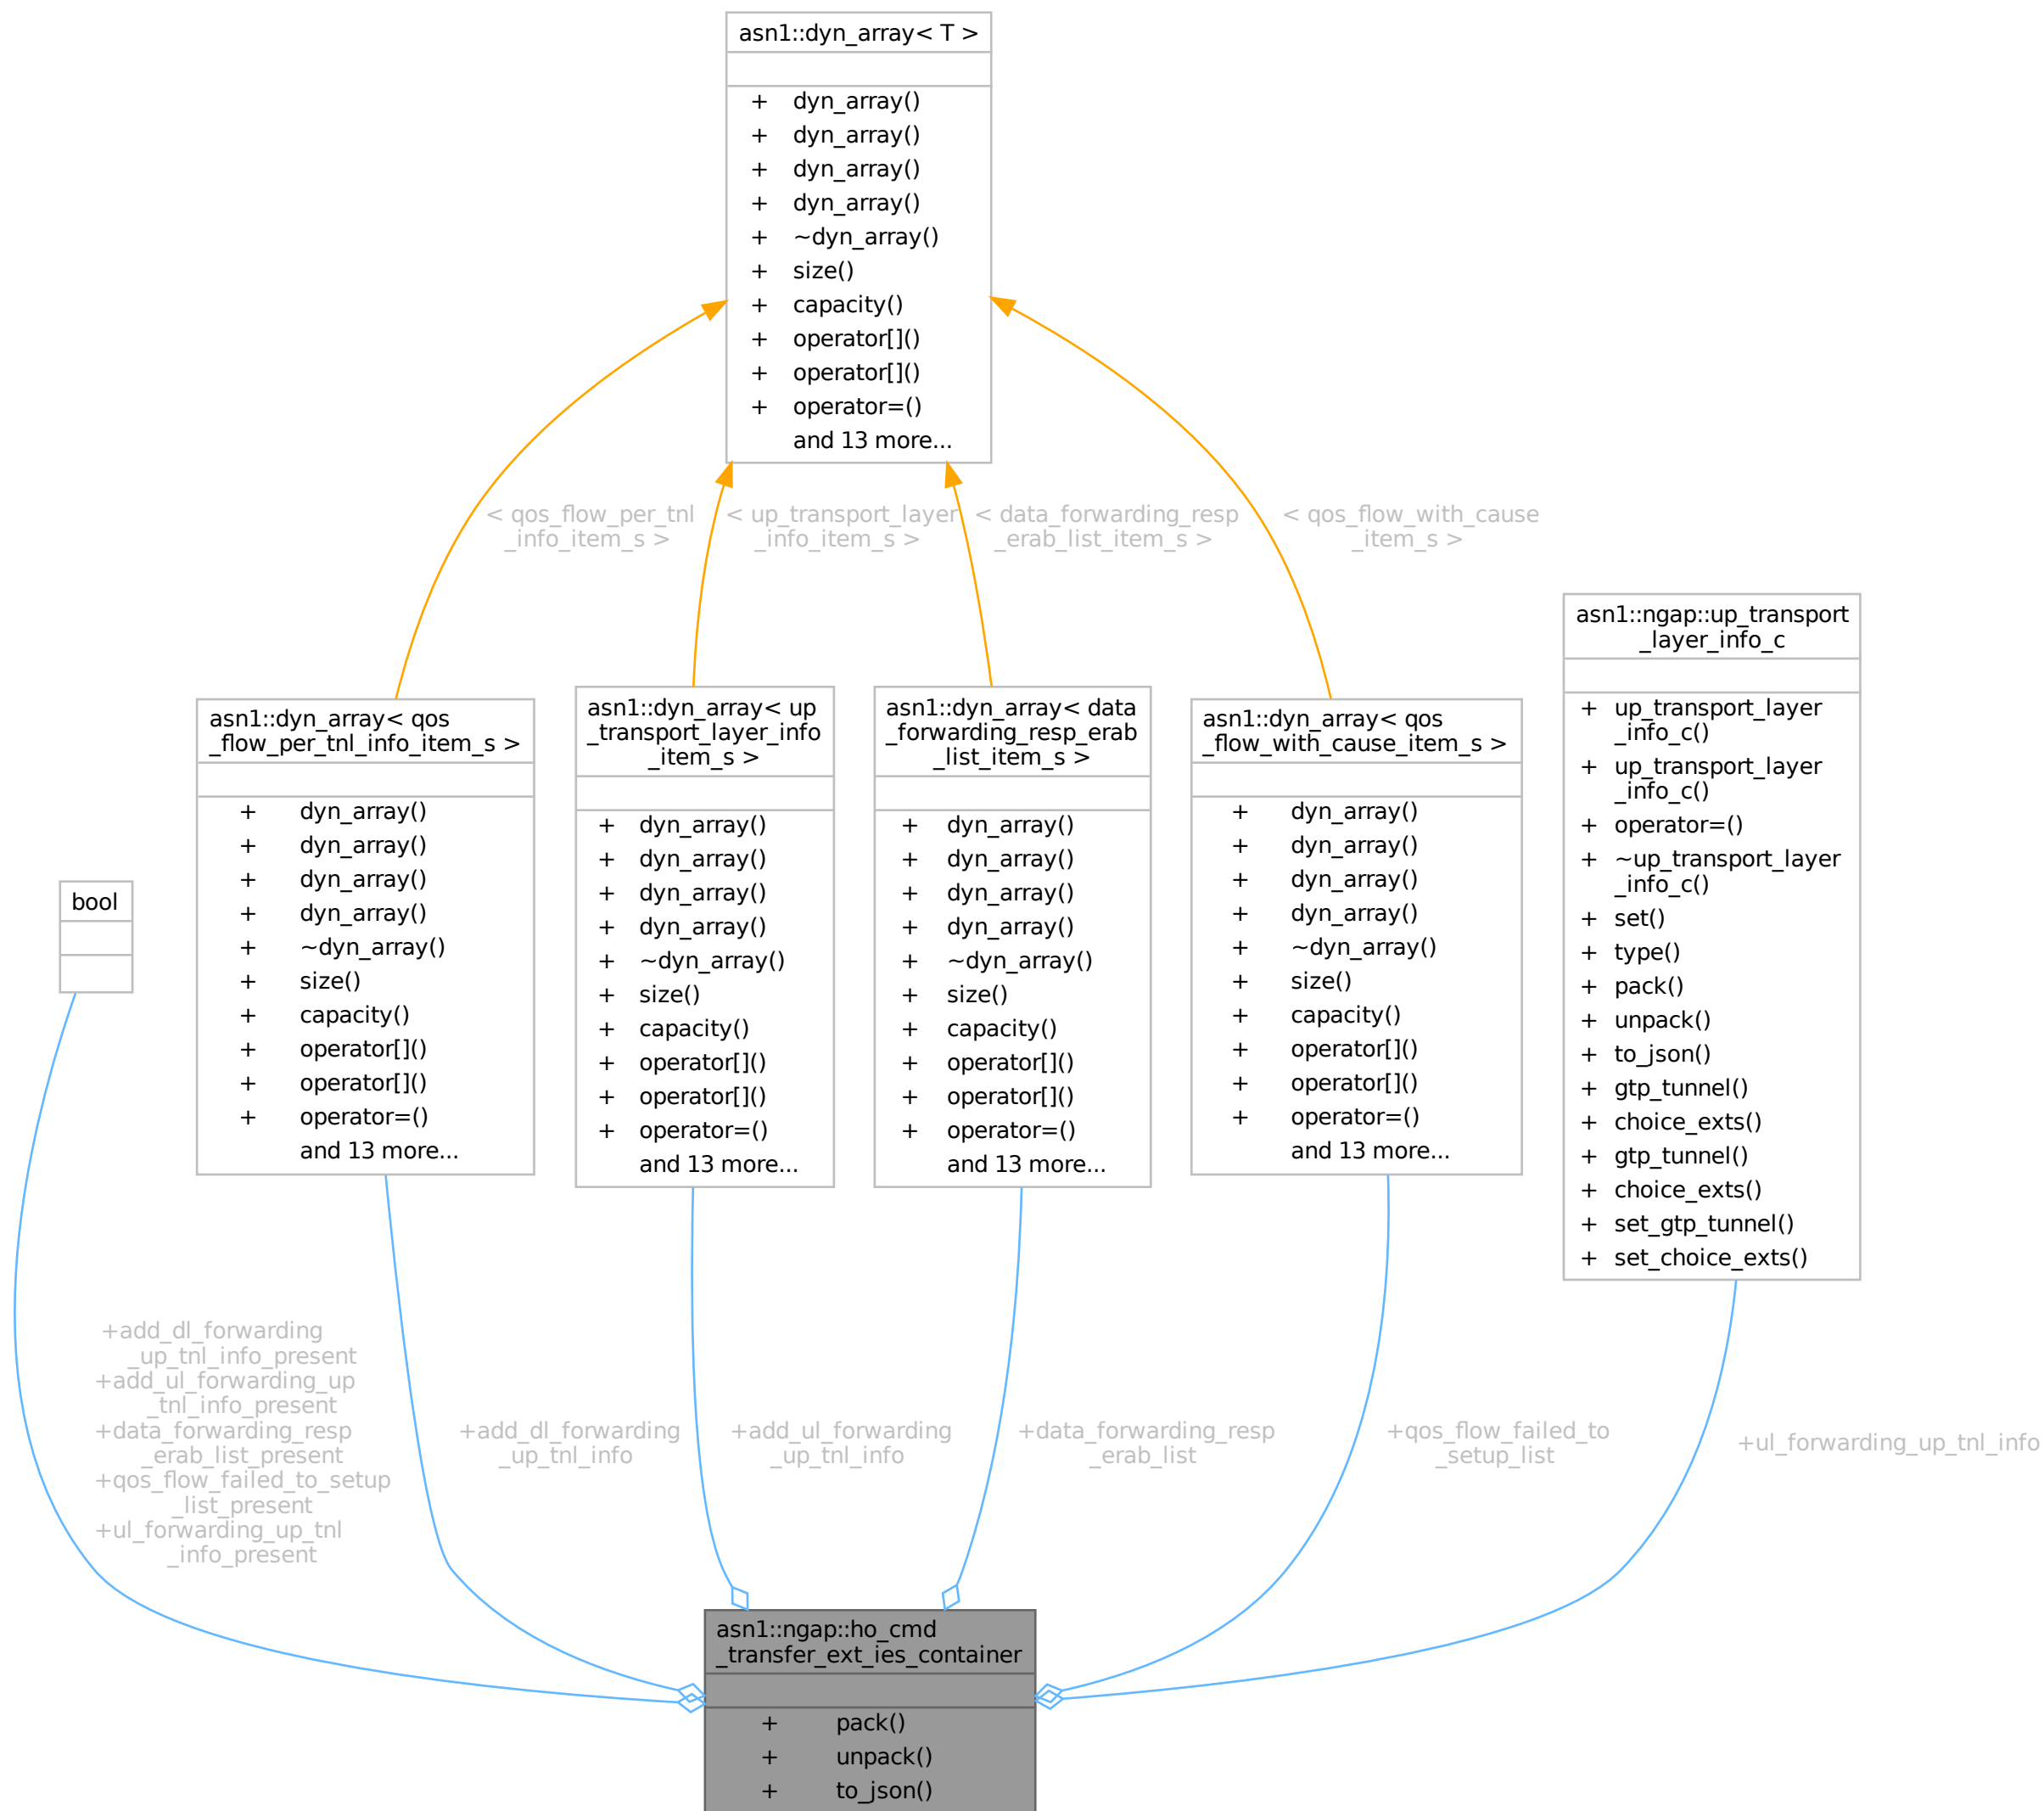 asn1::dyn_array< T >
+ dyn_array()
+ dyn_array()
+ dyn_array()
+ dyn_array()
+ ~dyn_array()
+ size()
+ capacity()
+ operator[]()
+ operator[]()
+ operator=()
and 13 more...
< qos_flow_per_tnl
_info_item_s >
< up_transport_layer
_info_item_s >
< data_forwarding_resp
_erab_list_item_s >
< qos_flow_with_cause
_item_s >
bool
asn1::dyn_array< qos
_flow_per_tnl_info_item_s >
+ dyn_array()
+ dyn_array()
+ dyn_array()
+ dyn_array()
+ ~dyn_array()
+ size()
+ capacity()
+ operator[]()
+ operator[]()
+ operator=()
and 13 more...
asn1::dyn_array< up
_transport_layer_info
_item_s >
+ dyn_array()
+ dyn_array()
+ dyn_array()
+ dyn_array()
+ ~dyn_array()
+ size()
+ capacity()
+ operator[]()
+ operator[]()
+ operator=()
and 13 more...
asn1::dyn_array< data
_forwarding_resp_erab
_list_item_s >
+ dyn_array()
+ dyn_array()
+ dyn_array()
+ dyn_array()
+ ~dyn_array()
+ size()
+ capacity()
+ operator[]()
+ operator[]()
+ operator=()
and 13 more...
asn1::dyn_array< qos
_flow_with_cause_item_s >
+ dyn_array()
+ dyn_array()
+ dyn_array()
+ dyn_array()
+ ~dyn_array()
+ size()
+ capacity()
+ operator[]()
+ operator[]()
+ operator=()
and 13 more...
asn1::ngap::up_transport
_layer_info_c
+ up_transport_layer
_info_c()
+ up_transport_layer
_info_c()
+ operator=()
+ ~up_transport_layer
_info_c()
+ set()
+ type()
+ pack()
+ unpack()
+ to_json()
+ gtp_tunnel()
+ choice_exts()
+ gtp_tunnel()
+ choice_exts()
+ set_gtp_tunnel()
+ set_choice_exts()
+add_dl_forwarding
_up_tnl_info_present
+add_ul_forwarding_up
_tnl_info_present
+data_forwarding_resp
_erab_list_present
+qos_flow_failed_to_setup
_list_present
+ul_forwarding_up_tnl
_info_present
+add_dl_forwarding
_up_tnl_info
+add_ul_forwarding
_up_tnl_info
+data_forwarding_resp
_erab_list
+qos_flow_failed_to
_setup_list
+ul_forwarding_up_tnl_info
asn1::ngap::ho_cmd
_transfer_ext_ies_container
+ pack()
+ unpack()
+ to_json()